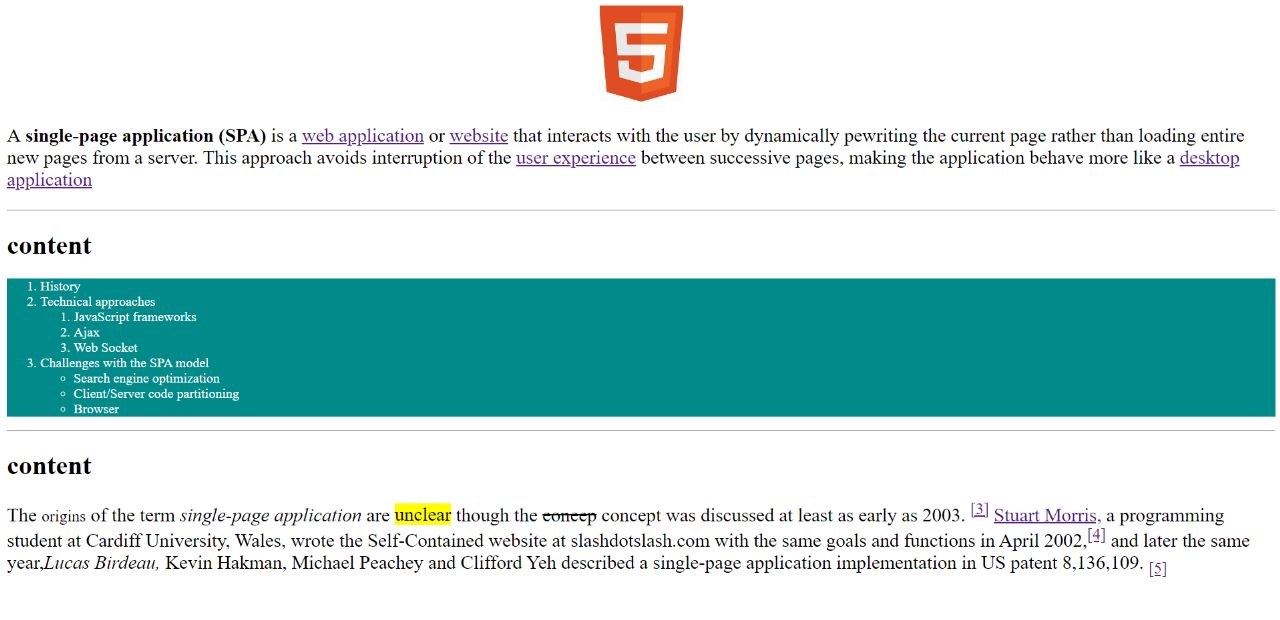 5
A single-page application (SPA) is a web application or website that interacts with the user by dynamically pewriting the current page rather than loading entire
new pages from a server. This approach avoids interruption of the user experience between successive pages, making the application behave more like a desktop
application
content
1. History
2. Technical approaches
1. JavaScript frameworks
2. Ajax
3. Web Socket
3. Challenges with the SPA model
○ Search engine optimization
○ Client/Server code partitioning
○ Browser
content
The origins of the term single-page application are unclear though the concep concept was discussed at least as early as 2003. [3] Stuart Morris, a programming
student at Cardiff University, Wales, wrote the Self-Contained website at slashdotslash.com with the same goals and functions in April 2002,[4] and later the same
year,Lucas Birdeau, Kevin Hakman, Michael Peachey and Clifford Yeh described a single-page application implementation in US patent 8,136,109. [5]